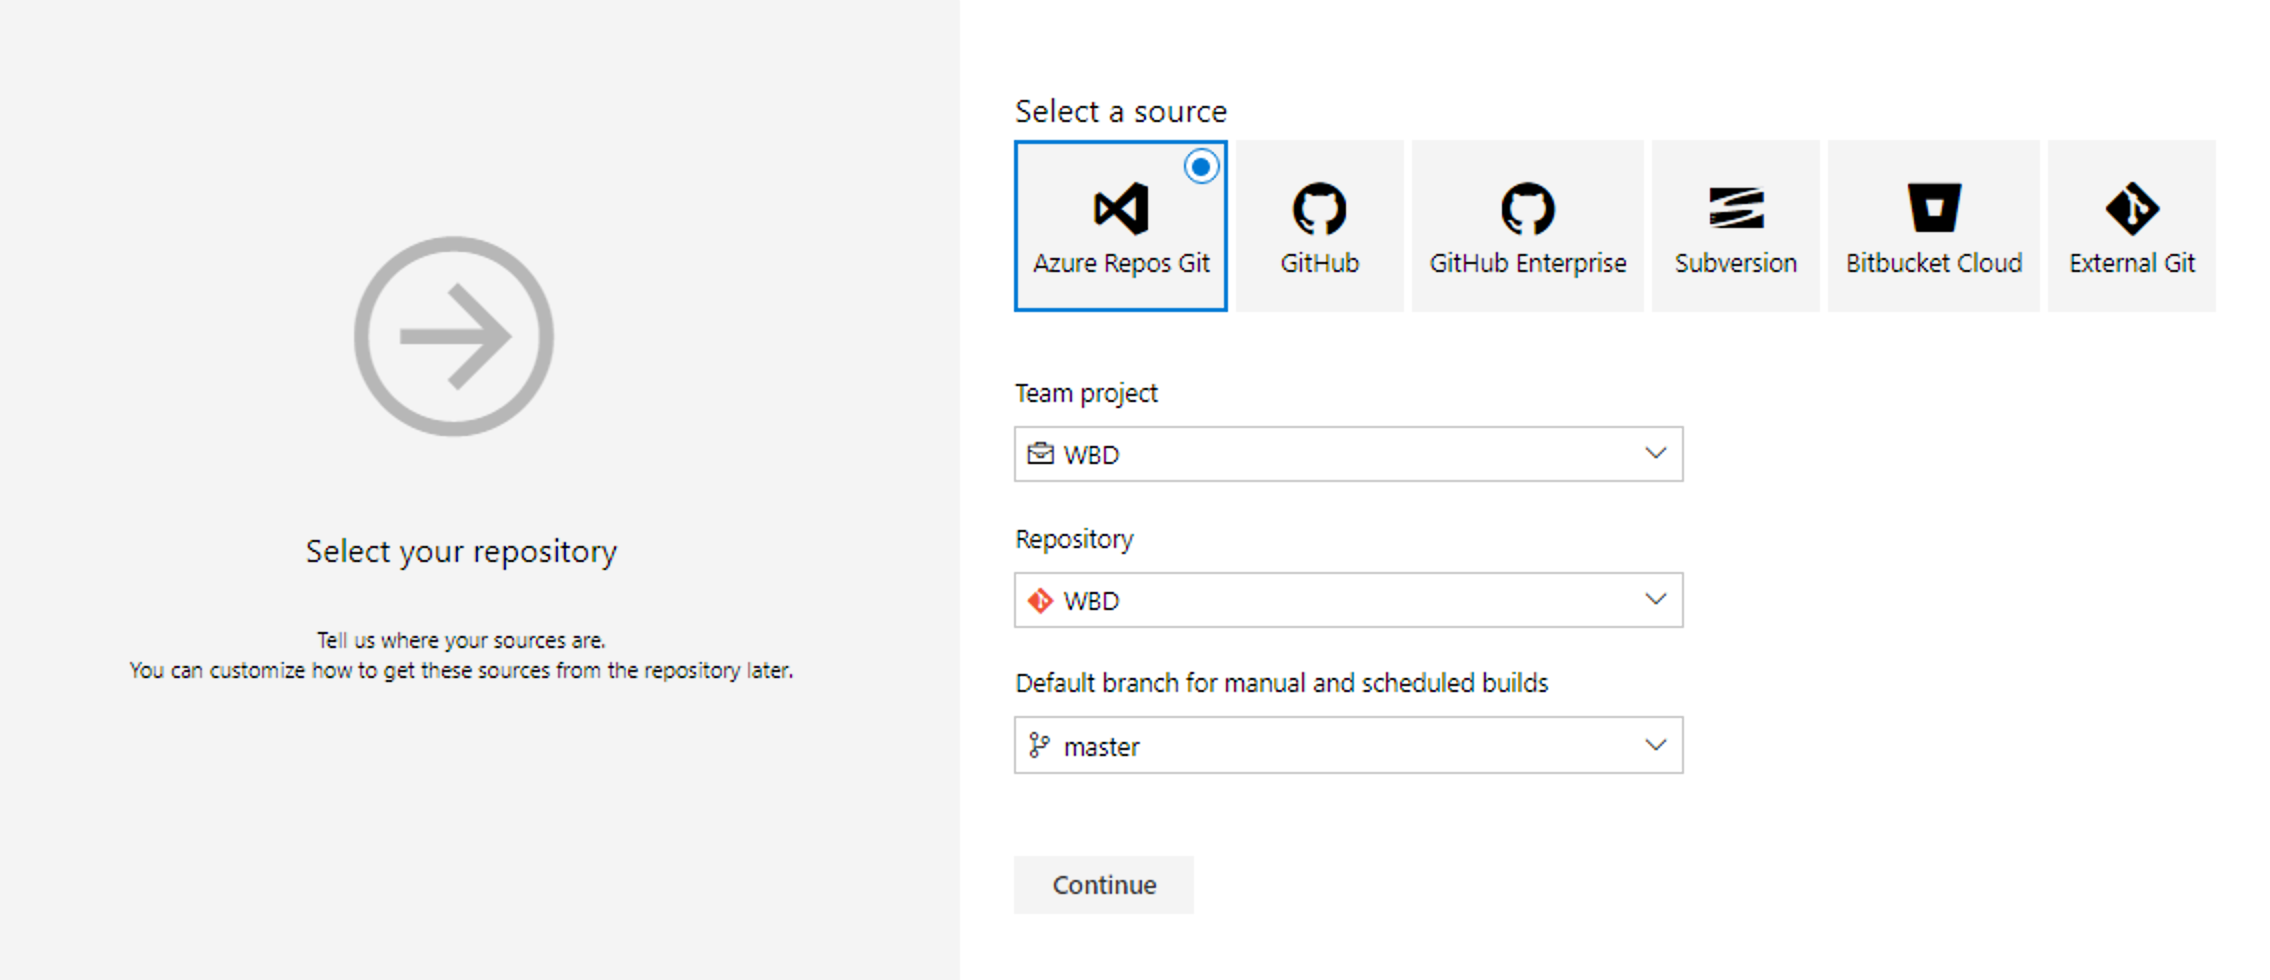 Select your repository
Tell us where your sources are.
You can customize how to get these sources from the repository later.
Select a source
Azure Repos Git
GitHub
GitHub Enterprise
Subversion
Bitbucket Cloud
External Git
Team project
WBD
Repository
WBD
Default branch for manual and scheduled builds
master
Continue